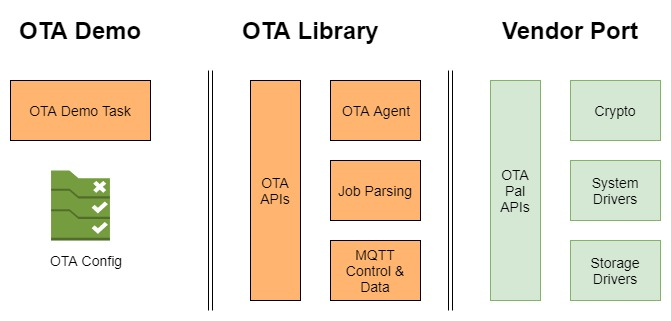 OTA Demo
OTA Library
Vendor Port
OTA Demo Task
OTA Config
OTA
APIs
OTA Agent
Job Parsing
MQTT
Control &
Data
OTA
Pal
APIs
Crypto
System
Drivers
Storage
Drivers